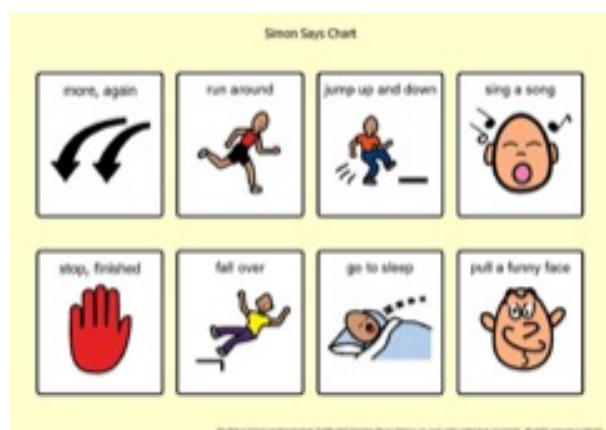 Simon Says Chart
more, again
run around
jump up and down
sing a song
stop, finished
fall over
go to sleep
pull a funny face